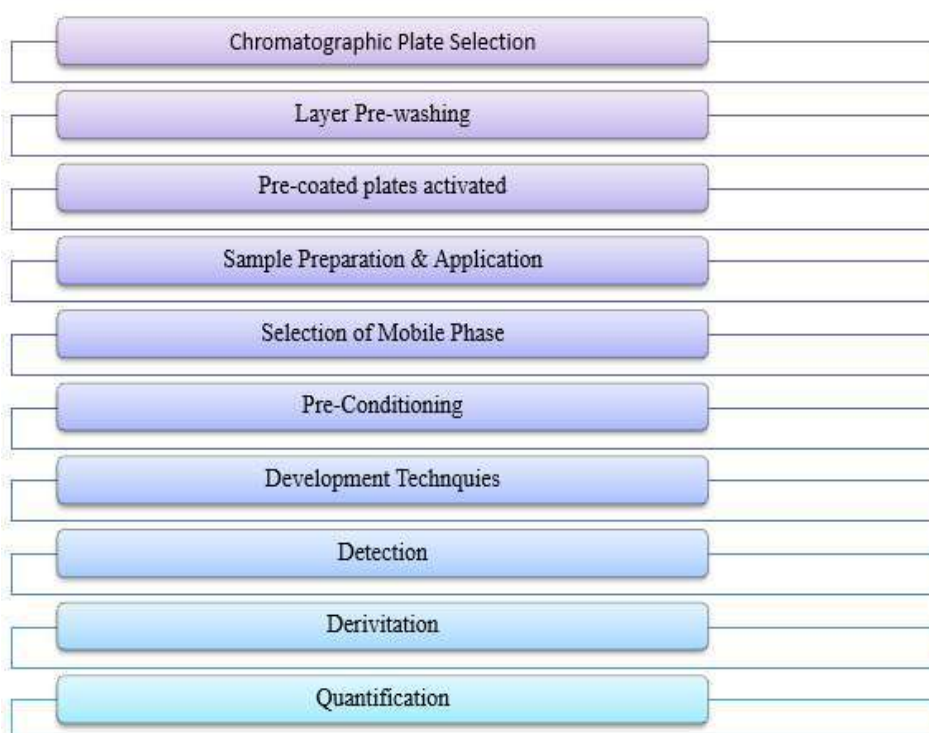 Chromatographic Plate Selection
Layer Pre-washing
Pre-coated plates activated
Sample Preparation & Application
Selection of Mobile Phase
Pre-Conditioning
Development Technquies
Detection
Derivitation
Quantification